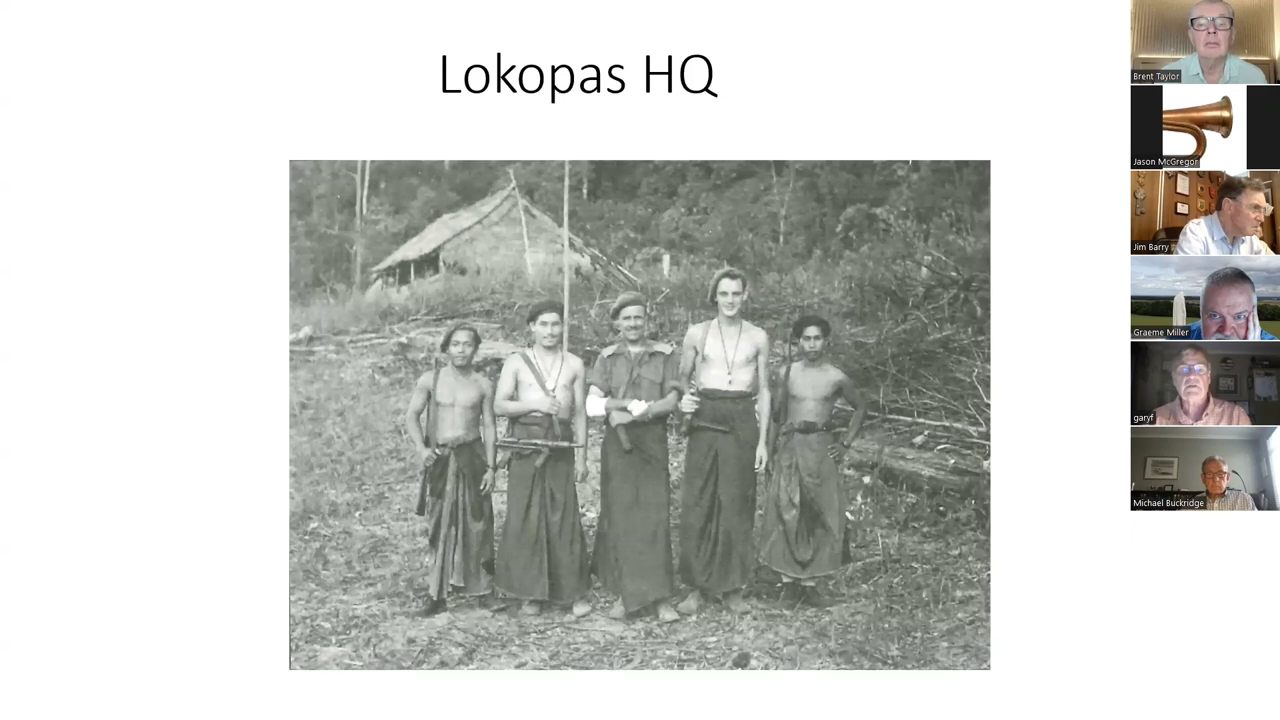 Lokopas HQ
Brent Taylor
Jason McGregor
Jim Barry
Graeme Miller
garyf
Michael Buckridge